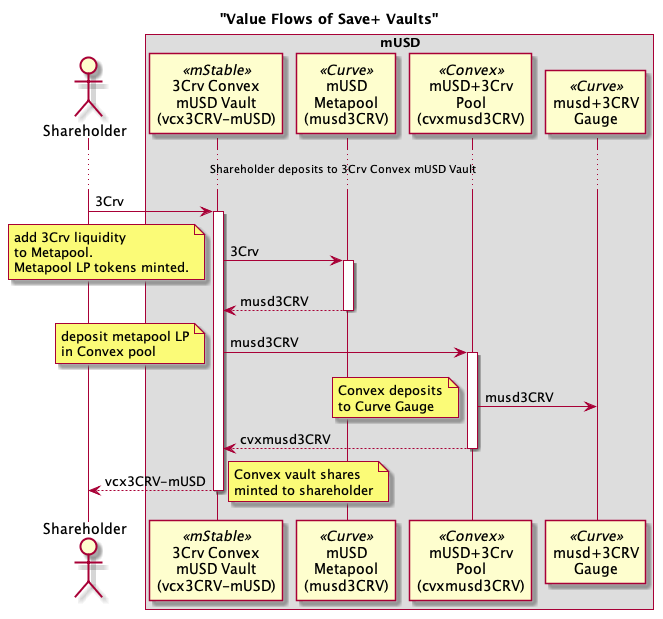 "Value Flows of Save+ Vaults"
mUSD
Shareholder
«mStable»
3Crv Convex
mUSD Vault
(vcx3CRV-mUSD)
«Curve»
mUSD
Metapool
(musd3CRV)
«Convex»
mUSD+3Crv
Pool
(cvxmusd3CRV)
«Curve»
musd+3CRV
Gauge
Shareholder deposits to 3Crv Convex mUSD Vault
3Crv
add 3Crv liquidity
to Metapool.
Metapool LP tokens minted.
3Crv
musd3CRV
deposit metapool LP
in Convex pool
musd3CRV
Convex deposits
to Curve Gauge
musd3CRV
cvxmusd3CRV
Convex vault shares
minted to shareholder
vcx3CRV-mUSD
Shareholder
«mStable»
3Crv Convex
mUSD Vault
(vcx3CRV-mUSD)
«Curve»
mUSD
Metapool
(musd3CRV)
«Convex»
mUSD+3Crv
Pool
(cvxmusd3CRV)
«Curve»
musd+3CRV
Gauge